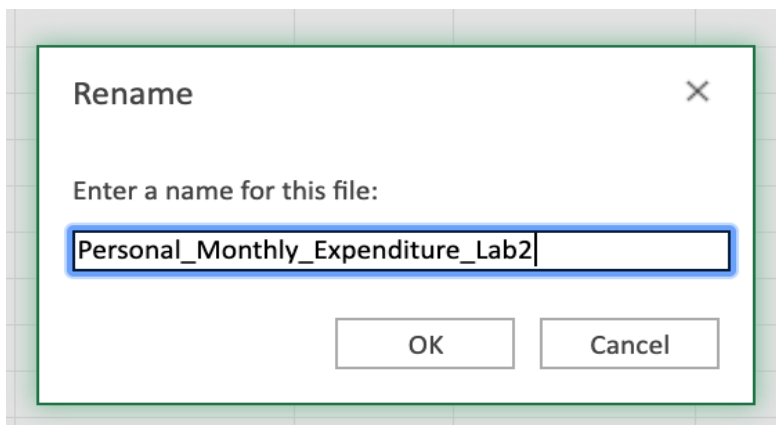 Rename
Enter a name for this file:
Personal_Monthly_Expenditure_Lab2
OK Cancel